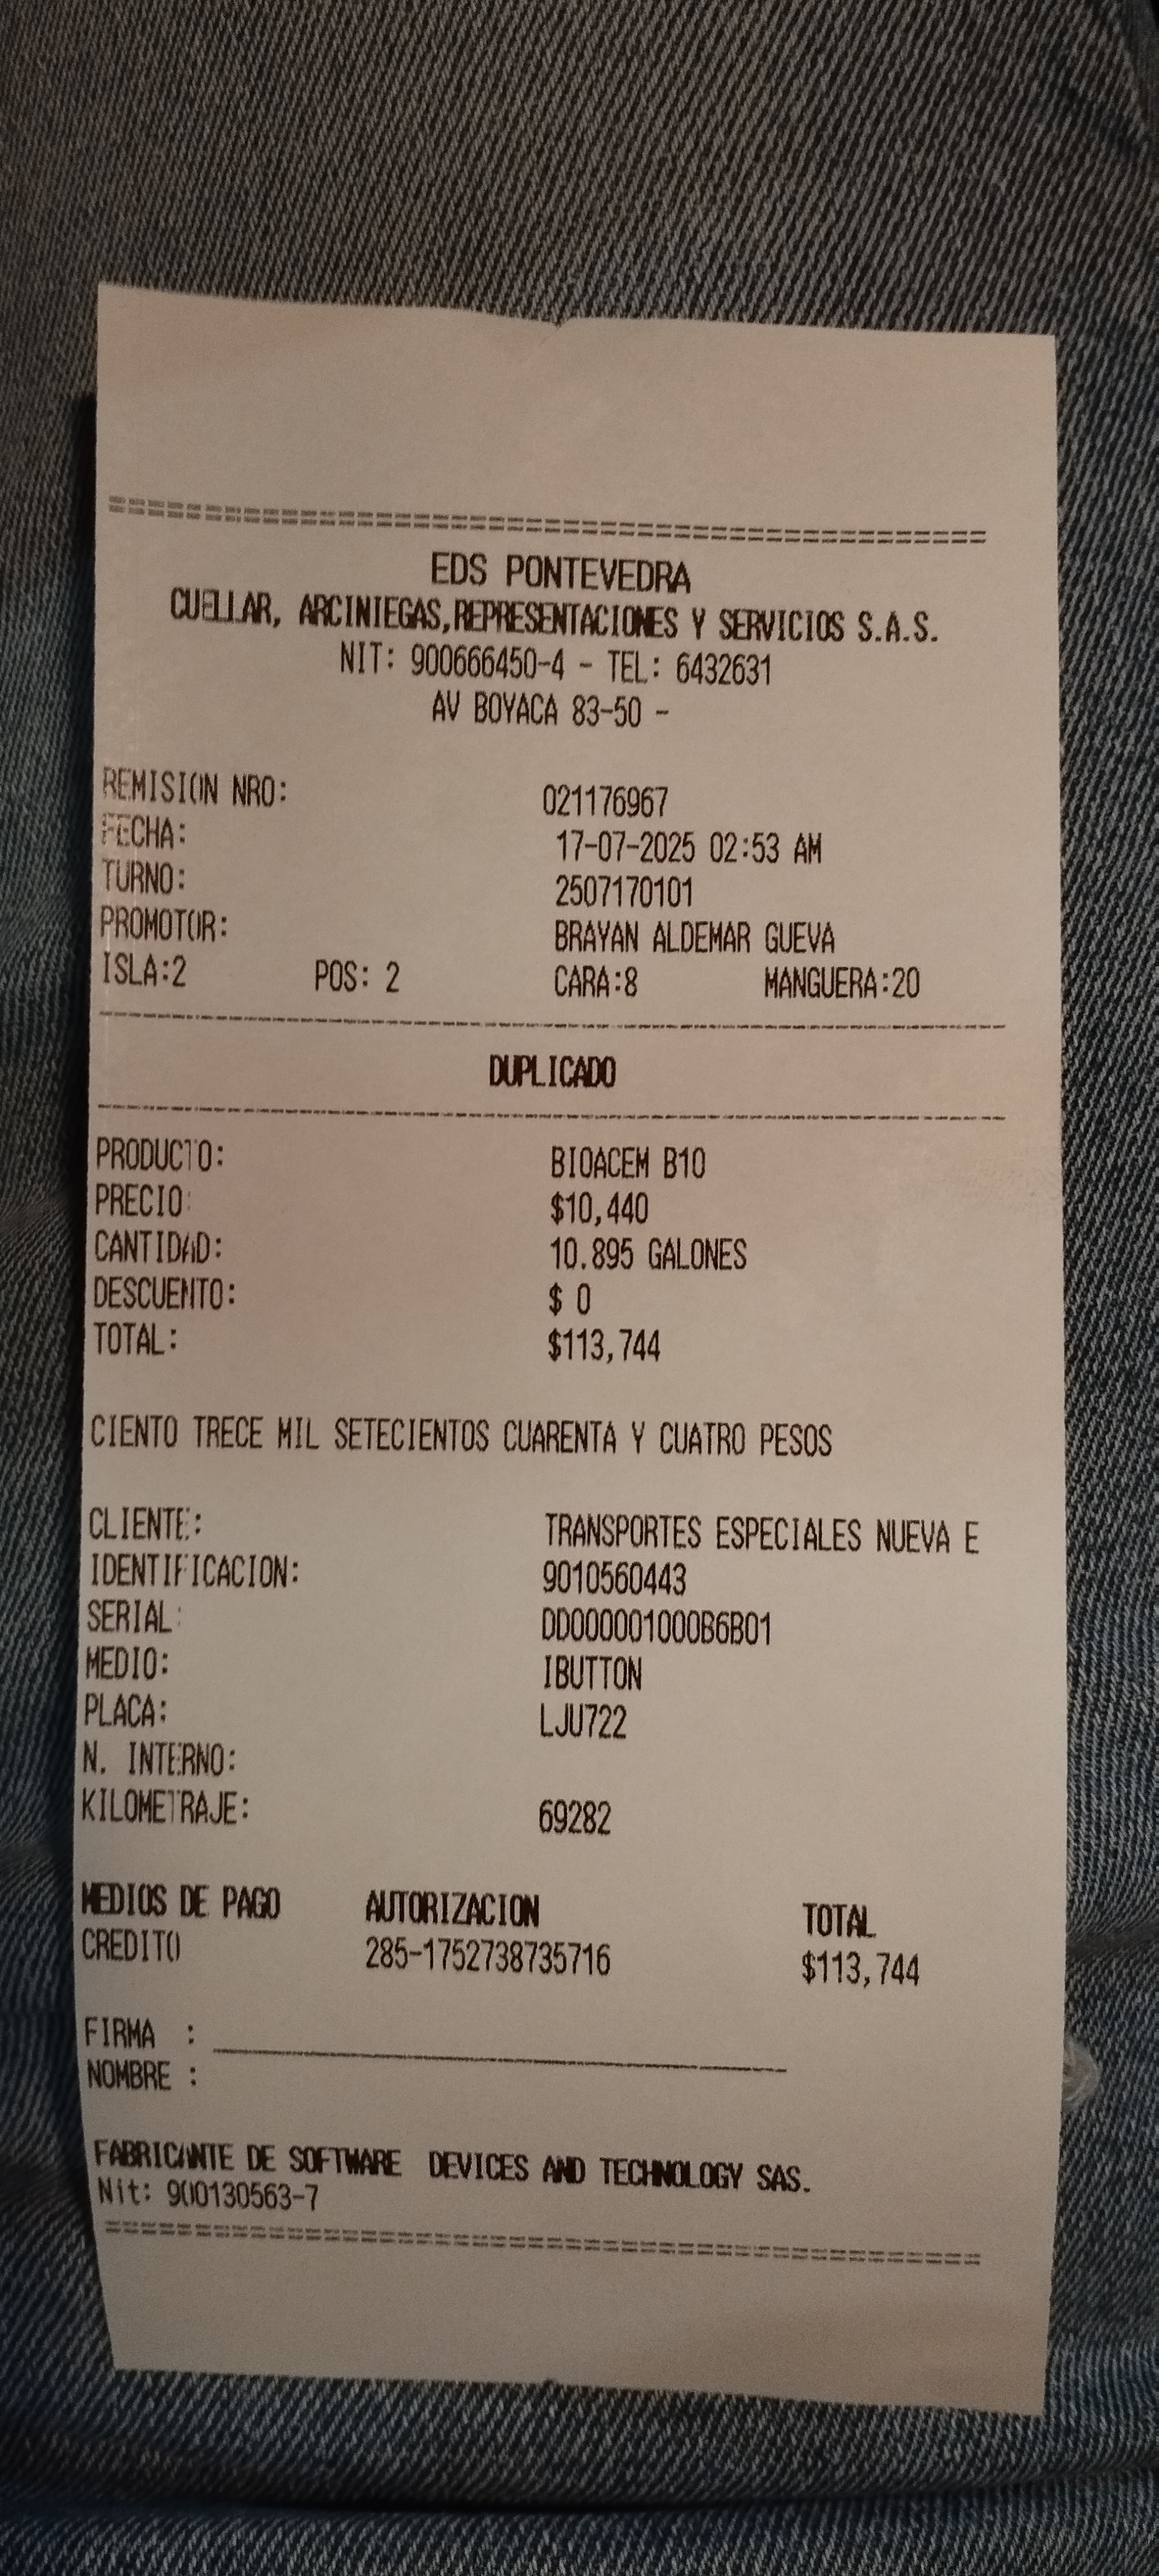 EDS PONTEVEDRA
CUELLAR, ARCINIEGAS,REPRESENTACIONES Y SERVICIOS S.A.S.
NIT: 900666450-4 - TEL: 6432631
AV BOYACA 83-50 -
REMISION NRO: 021176967
FECHA: 17-07-2025 02:53 AM
TURNO: 2507170101
PROMOTOR: BRAYAN ALDEMAR GUEVA
ISLA:2 POS: 2 CARA:8 MANGUERA:20
DUPLICADO
PRODUCTO: BIOACEM B10
PRECIO: $10,440
CANTIDAD: 10.895 GALONES
DESCUENTO: $ 0
TOTAL: $113,744
CIENTO TRECE MIL SETECIENTOS CUARENTA Y CUATRO PESOS
CLIENTE: TRANSPORTES ESPECIALES NUEVA E
IDENTIFICACION: 9010560443
SERIAL: DD000001000B6B01
MEDIO: IBUTTON
PLACA: LJU722
N. INTERNO:
KILOMETRAJE: 69282
MEDIOS DE PAGO AUTORIZACION TOTAL
CREDITO 285-1752738735716 $113,744
FIRMA :
NOMBRE :
FABRICANTE DE SOFTWARE DEVICES AND TECHNOLOGY SAS.
Nit: 900130563-7